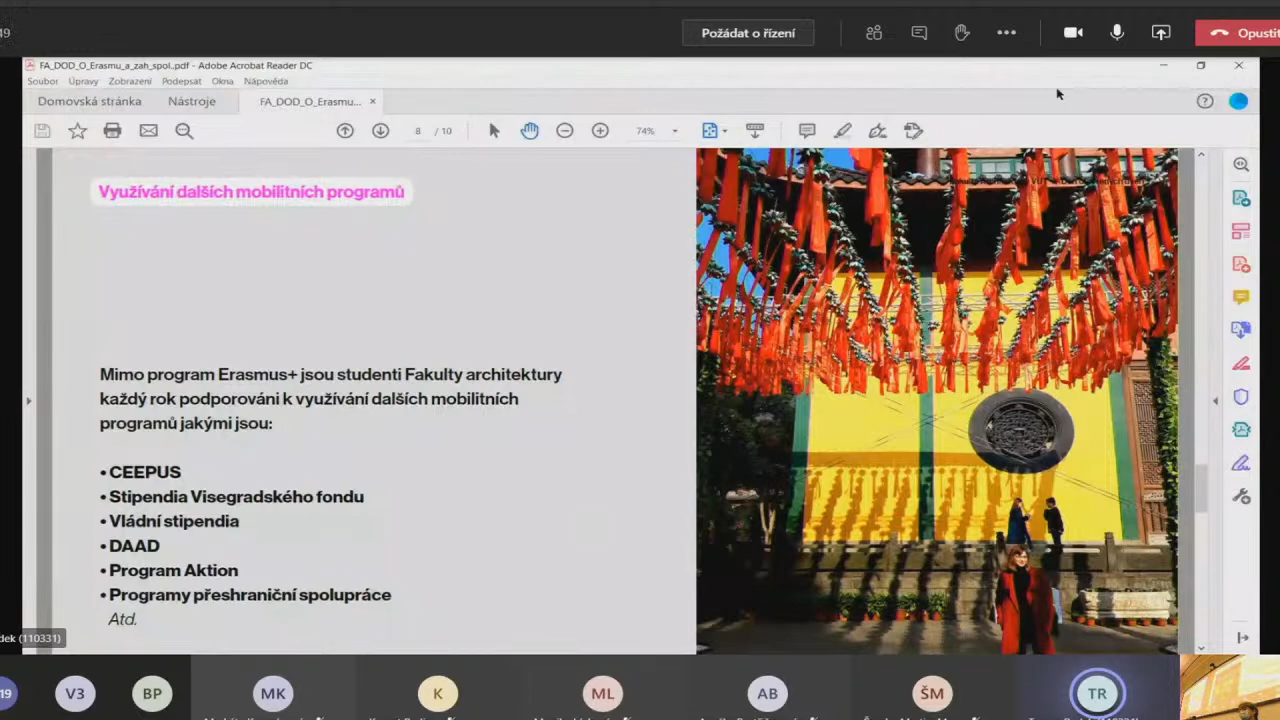 Požádat o řízení
Opustit
FA_DOD_O_Erasmu_a_zah_spol..pdf - Adobe Acrobat Reader DC
Soubor Úpravy Zobrazení Podepsat Okna Nápověda
Domovská stránka Nástroje FA_DOD_O_Erasmu... ×
8 / 10 74%
Využívání dalších mobilitních programů
Mimo program Erasmus+ jsou studenti Fakulty architektury
každý rok podporováni k využívání dalších mobilitních
programů jakými jsou:
• CEEPUS
• Stipendia Visegradského fondu
• Vládní stipendia
• DAAD
• Program Aktion
• Programy přeshraniční spolupráce
Atd.
dek (110331)
19 V3 BP MK K ML AB ŠM TR